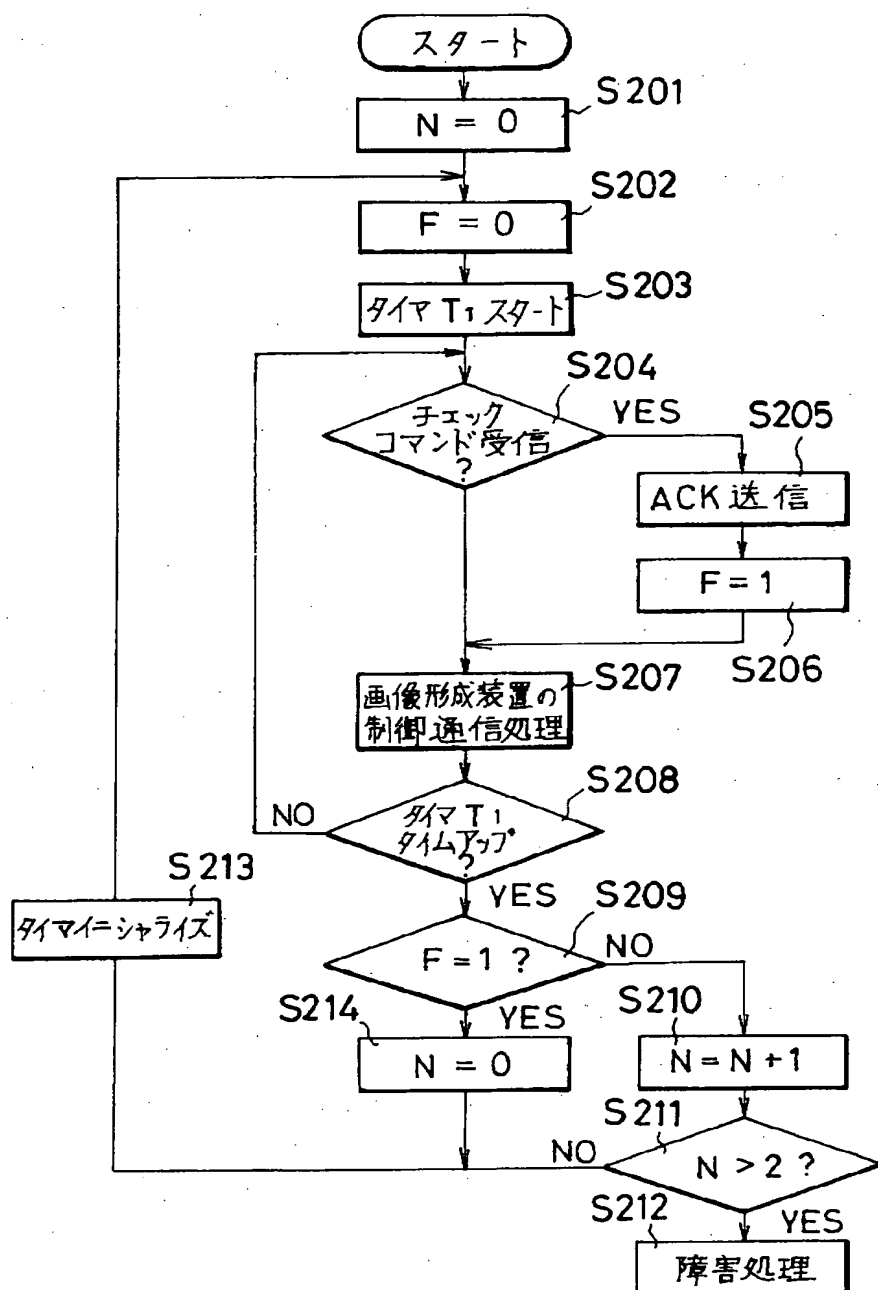 スタート
S201
N = 0
S202
F = 0
S203
タイマ T1 スタート
S204
チェック
コマンド受信
?
YES
S205
ACK 送信
F = 1
S206
S207
画像形成装置の
制御通信処理
S208
タイマ T1
タイムアップ
?
NO
YES
S213
タイマイニシャライズ
S209
F = 1 ?
NO
YES
S214
N = 0
S210
N = N + 1
S211
N > 2 ?
NO
YES
S212
障害処理